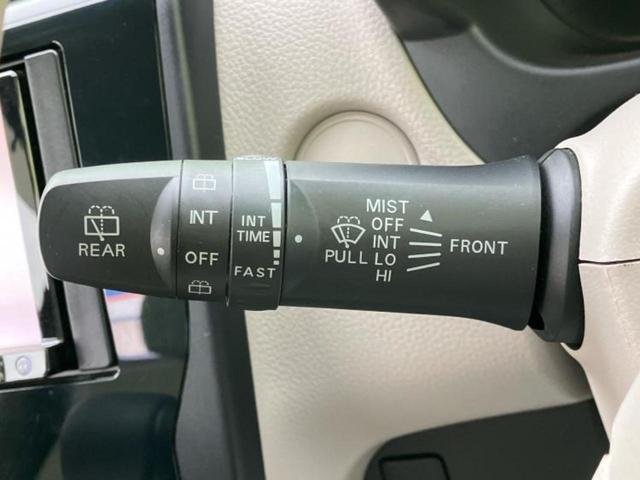 REAR
INT
OFF
INT
TIME
FAST
MIST
OFF
INT
PULL LO
HI
FRONT